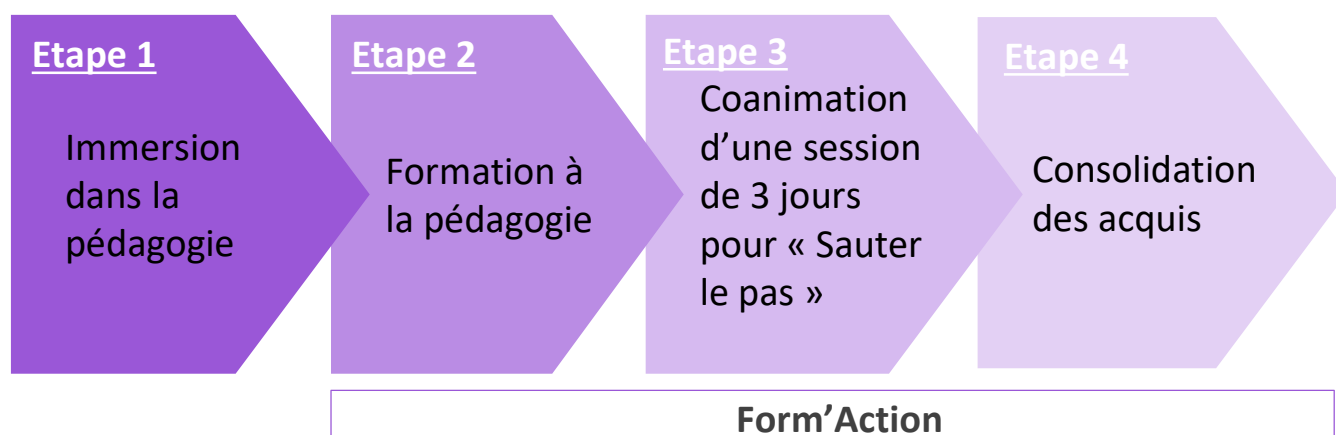 Etape 1
Immersion
dans la
pédagogie
Etape 2
Formation à
la pédagogie
Etape 3
Coanimation
d’une session
de 3 jours
pour « Sauter
le pas »
Etape 4
Consolidation
des acquis
Form’Action